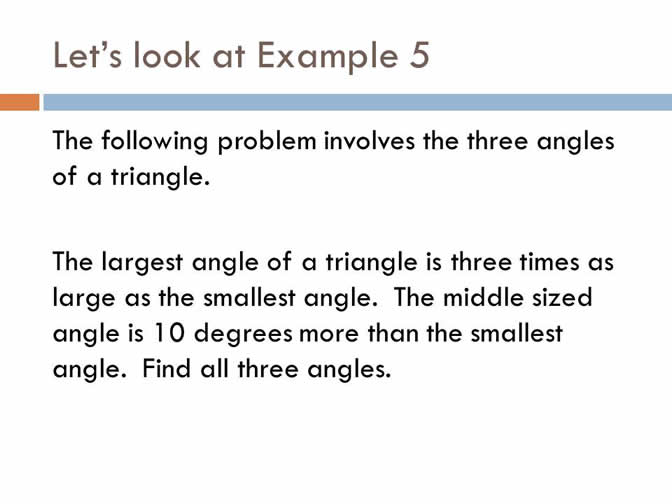 Let's look at Example 5
The following problem involves the three angles
of a triangle.
The largest angle of a triangle is three times as
large as the smallest angle.  The middle sized
angle is 10 degrees more than the smallest
angle.  Find all three angles.